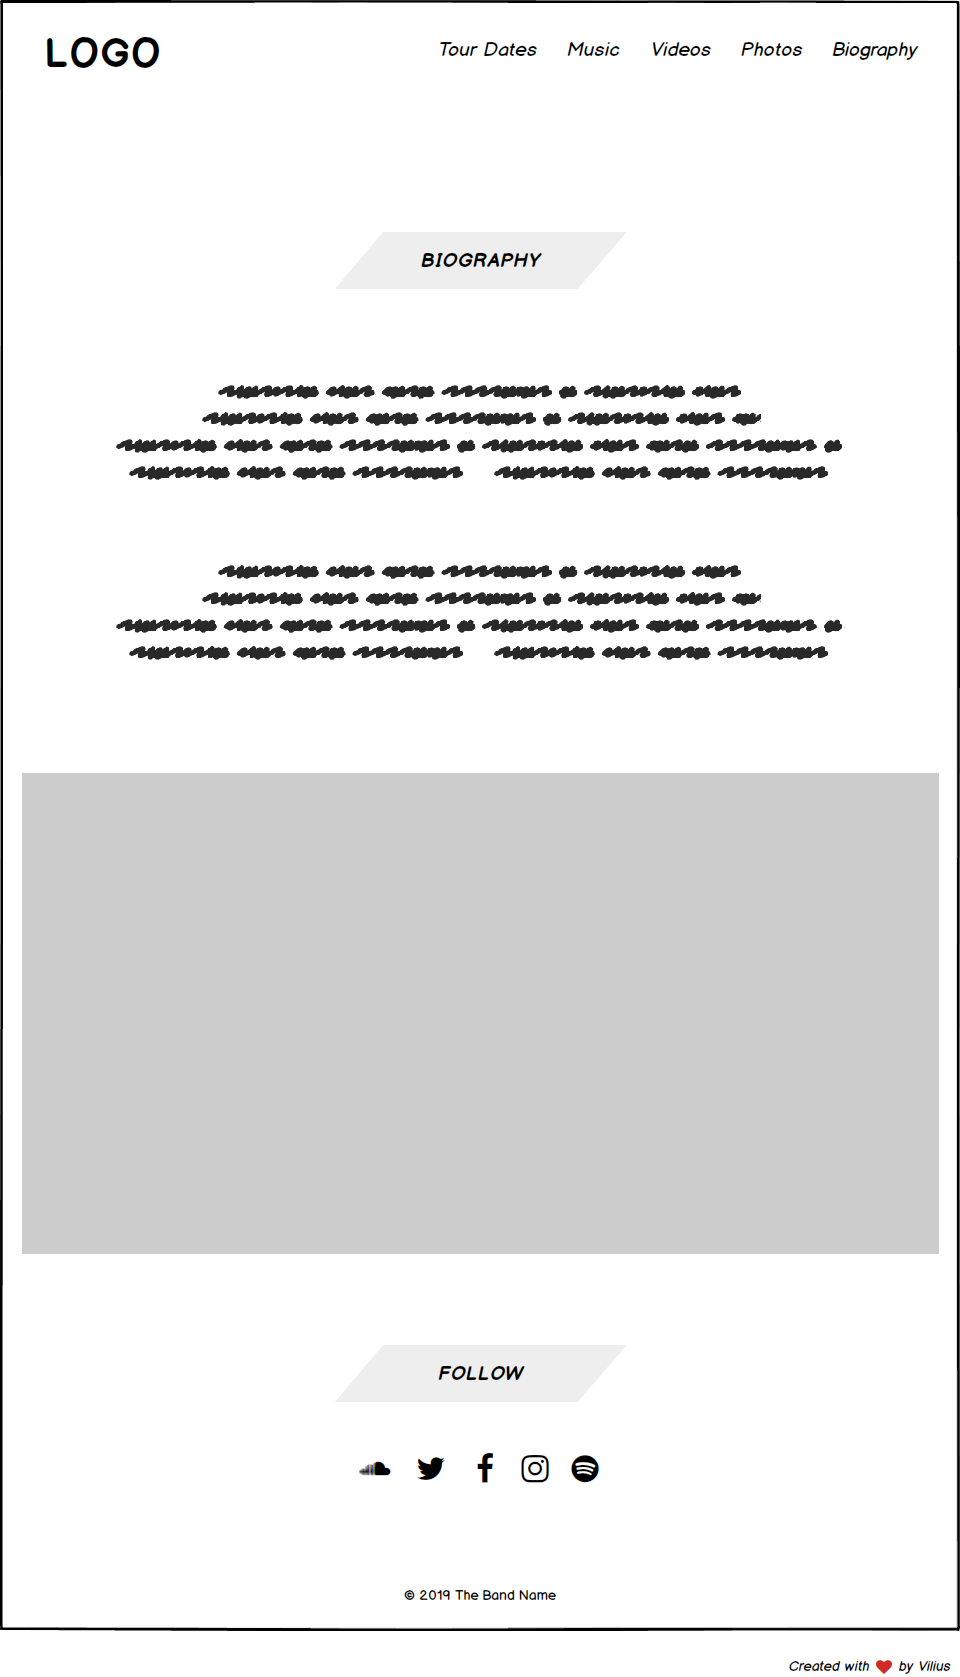 LOGO
Tour Dates Music Videos Photos Biography
BIOGRAPHY
FOLLOW
© 2019 The Band Name
Created with ❤ by Vilius